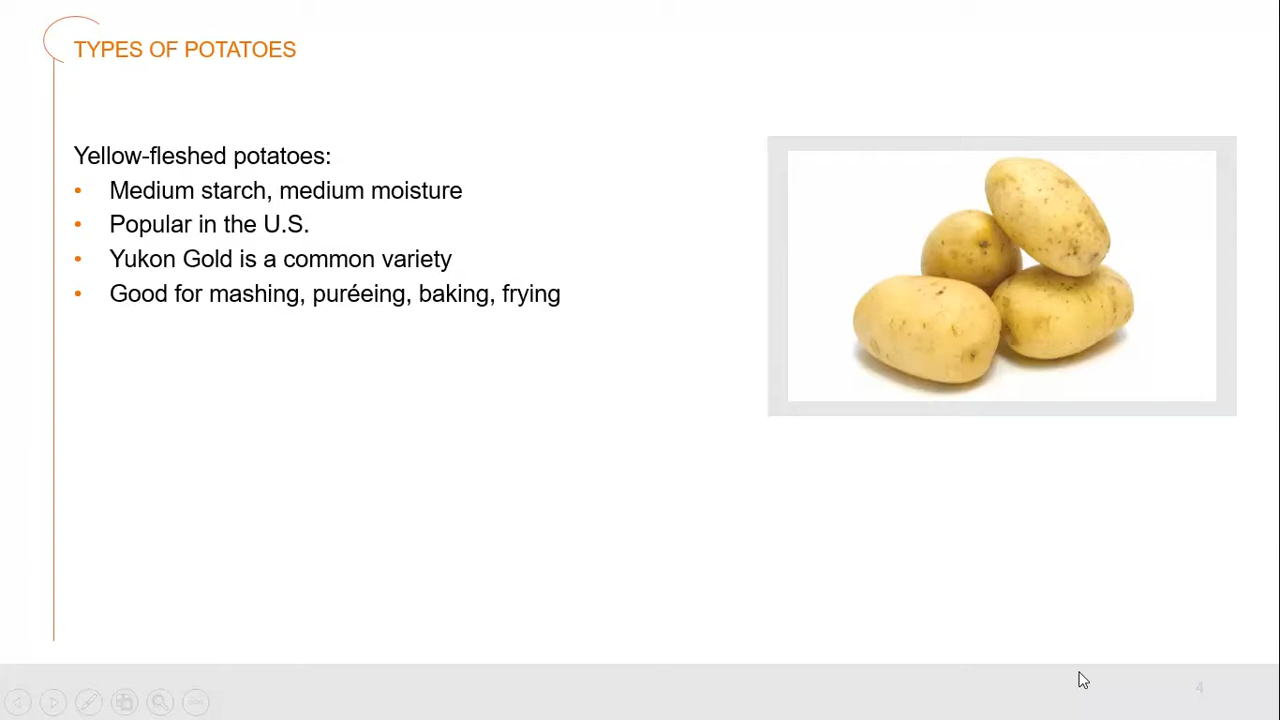 TYPES OF POTATOES
Yellow-fleshed potatoes:
• Medium starch, medium moisture
• Popular in the U.S.
• Yukon Gold is a common variety
• Good for mashing, puréeing, baking, frying
4